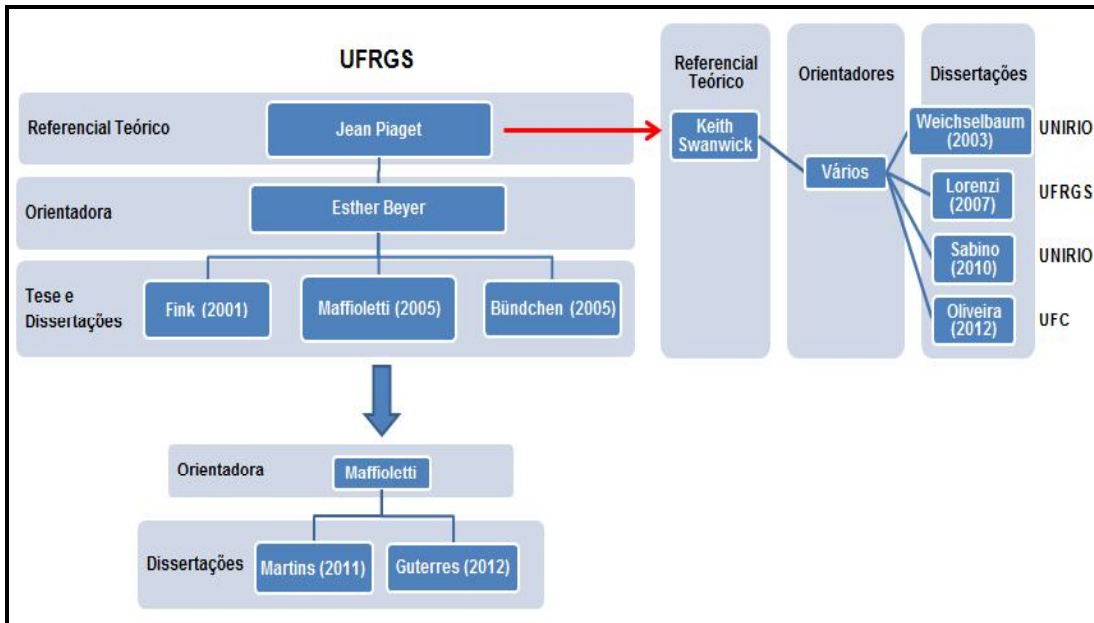 UFRGS
Referencial Teórico
Jean Piaget
Orientadora
Esther Beyer
Tese e
Dissertações
Fink (2001)
Maffioletti (2005)
Bündchen (2005)
Orientadora
Maffioletti
Dissertações
Martins (2011)
Guterres (2012)
Referencial
Teórico
Keith
Swanwick
Orientadores
Vários
Dissertações
Weichselbaum
(2003)
UNIRIO
Lorenzi
(2007)
UFRGS
Sabino
(2010)
UNIRIO
Oliveira
(2012)
UFC